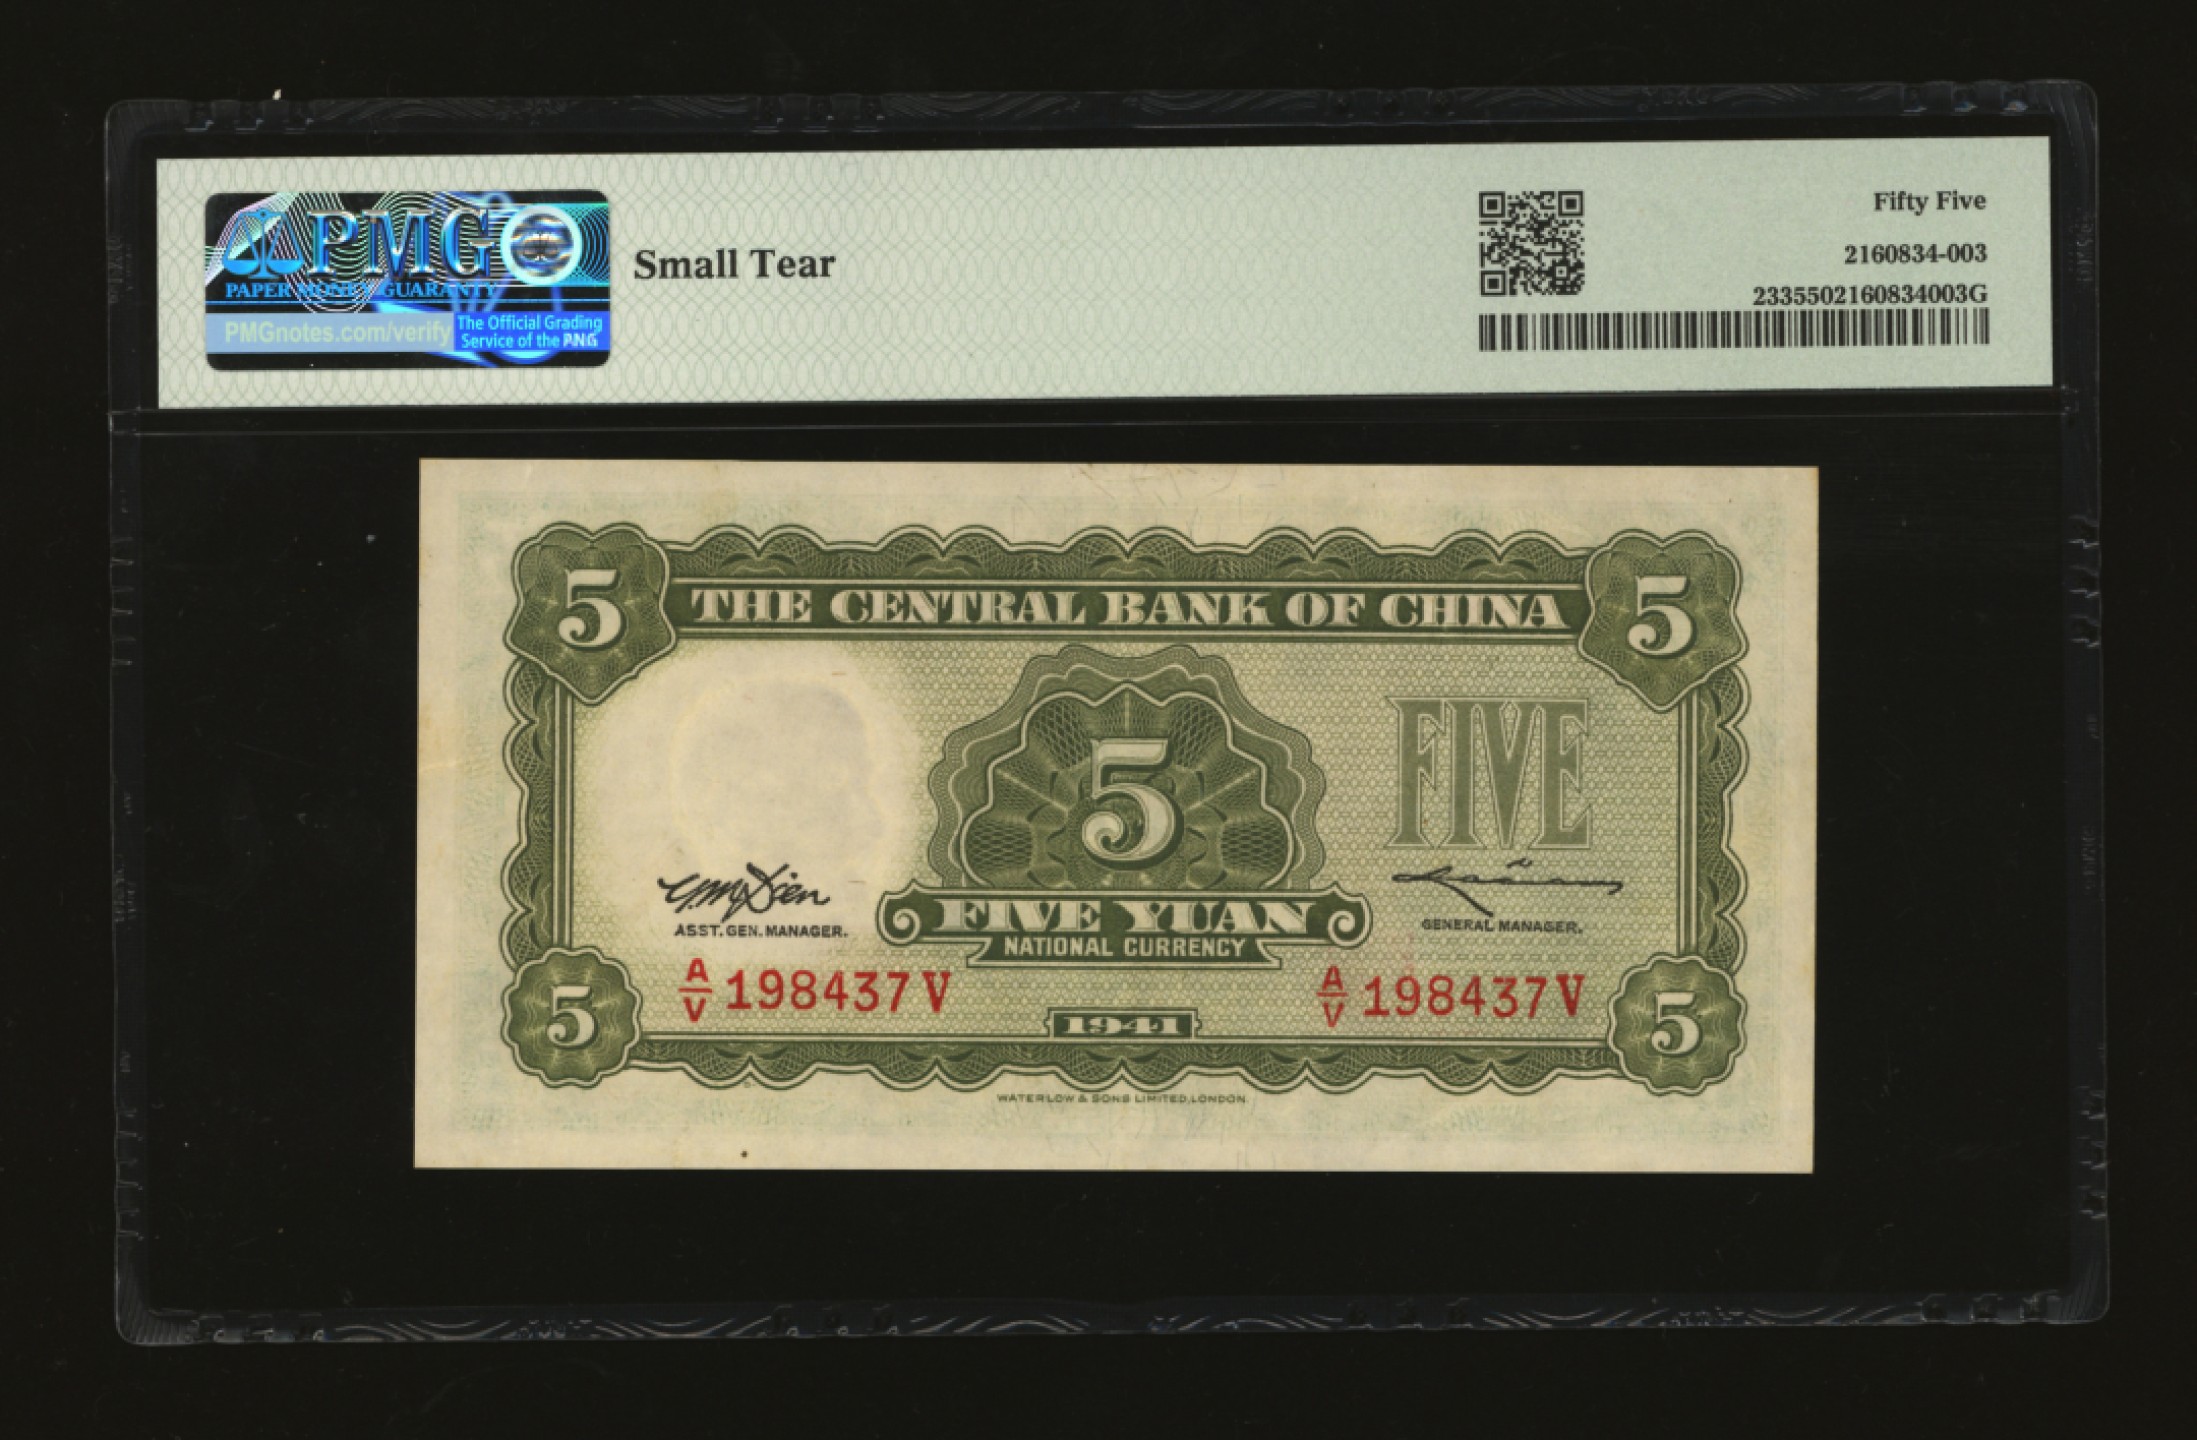 PMG
PAPER MONEY GUARANTY
PMGnotes.com/verify
The Official Grading
Service of the PNG
Small Tear
Fifty Five
2160834-003
2335502160834003G
5
THE CENTRAL BANK OF CHINA
5
5
FIVE
ASST. GEN. MANAGER.
FIVE YUAN
NATIONAL CURRENCY
GENERAL MANAGER.
A/V 198437 V
A/V 198437 V
5
1941
5
WATERLOW & SONS LIMITED, LONDON.